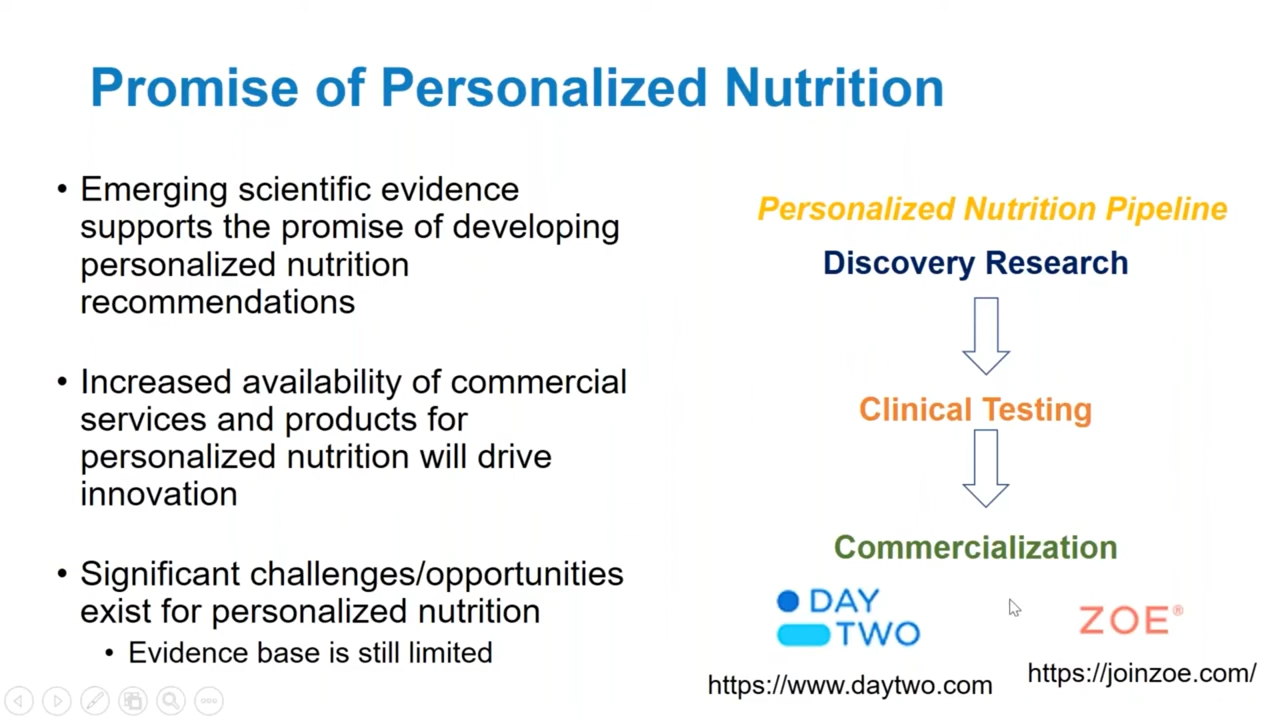 Promise of Personalized Nutrition
• Emerging scientific evidence
supports the promise of developing
personalized nutrition
recommendations
• Increased availability of commercial
services and products for
personalized nutrition will drive
innovation
• Significant challenges/opportunities
exist for personalized nutrition
• Evidence base is still limited
Personalized Nutrition Pipeline
Discovery Research
Clinical Testing
Commercialization
DAY
TWO
https://www.daytwo.com
ZOE®
https://joinzoe.com/